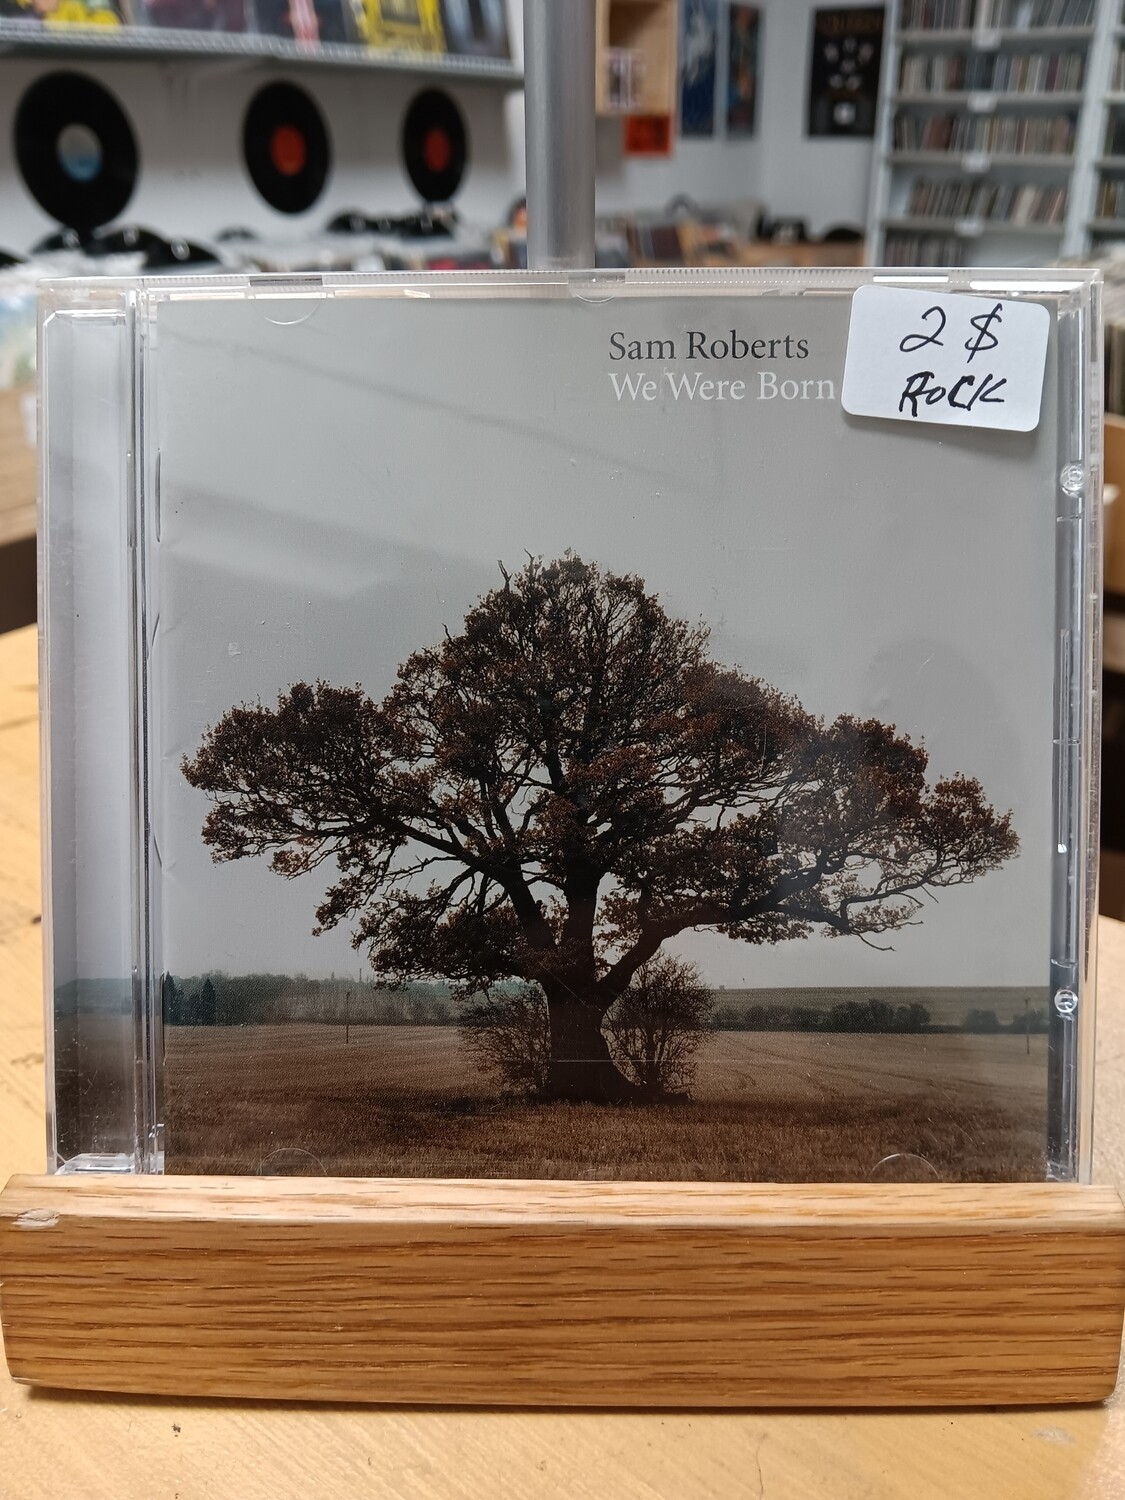 Sam Roberts
We Were Born
2 $
ROCK